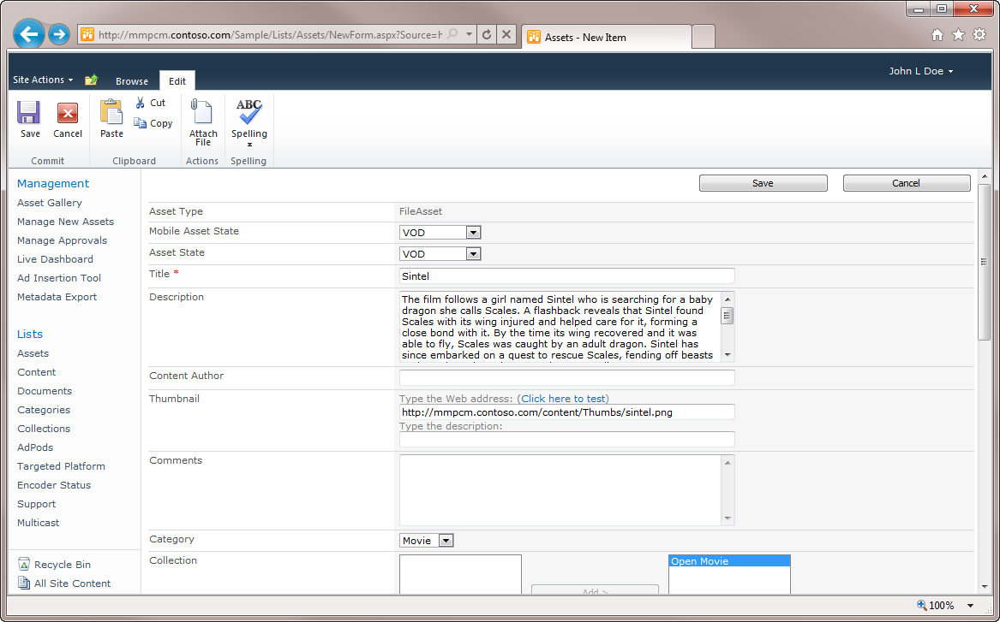 http://mmpcm.contoso.com/Sample/Lists/Assets/NewForm.aspx?Source=h
Assets - New Item
Site Actions
Browse
Edit
John L Doe
Save
Cancel
Paste
Cut
Copy
Attach File
ABC
Spelling
Commit
Clipboard
Actions
Spelling
Management
Asset Gallery
Manage New Assets
Manage Approvals
Live Dashboard
Ad Insertion Tool
Metadata Export
Lists
Assets
Content
Documents
Categories
Collections
AdPods
Targeted Platform
Encoder Status
Support
Multicast
Recycle Bin
All Site Content
Save
Cancel
Asset Type
FileAsset
Mobile Asset State
VOD
Asset State
VOD
Title *
Sintel
Description
The film follows a girl named Sintel who is searching for a baby
dragon she calls Scales. A flashback reveals that Sintel found
Scales with its wing injured and helped care for it, forming a
close bond with it. By the time its wing recovered and it was
able to fly, Scales was caught by an adult dragon. Sintel has
since embarked on a quest to rescue Scales, fending off beasts
Content Author
Thumbnail
Type the Web address: (Click here to test)
http://mmpcm.contoso.com/content/Thumbs/sintel.png
Type the description:
Comments
Category
Movie
Collection
Add >
Open Movie
100%